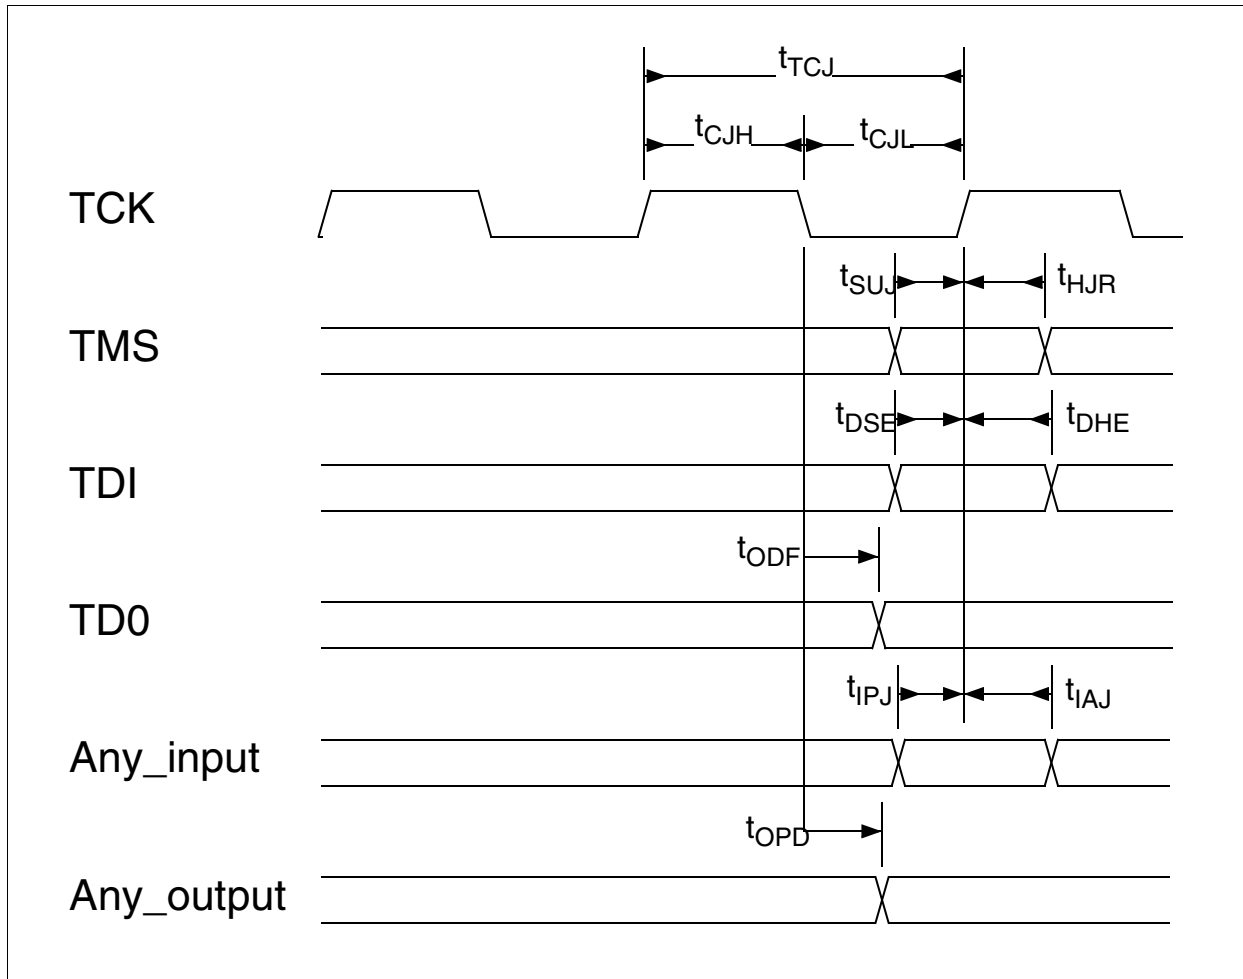 tTCJ
tCJH tCJL
TCK
tSUJ tHJR
TMS
tDSE tDHE
TDI
tODF
TD0
tIPJ tIAJ
Any_input
tOPD
Any_output